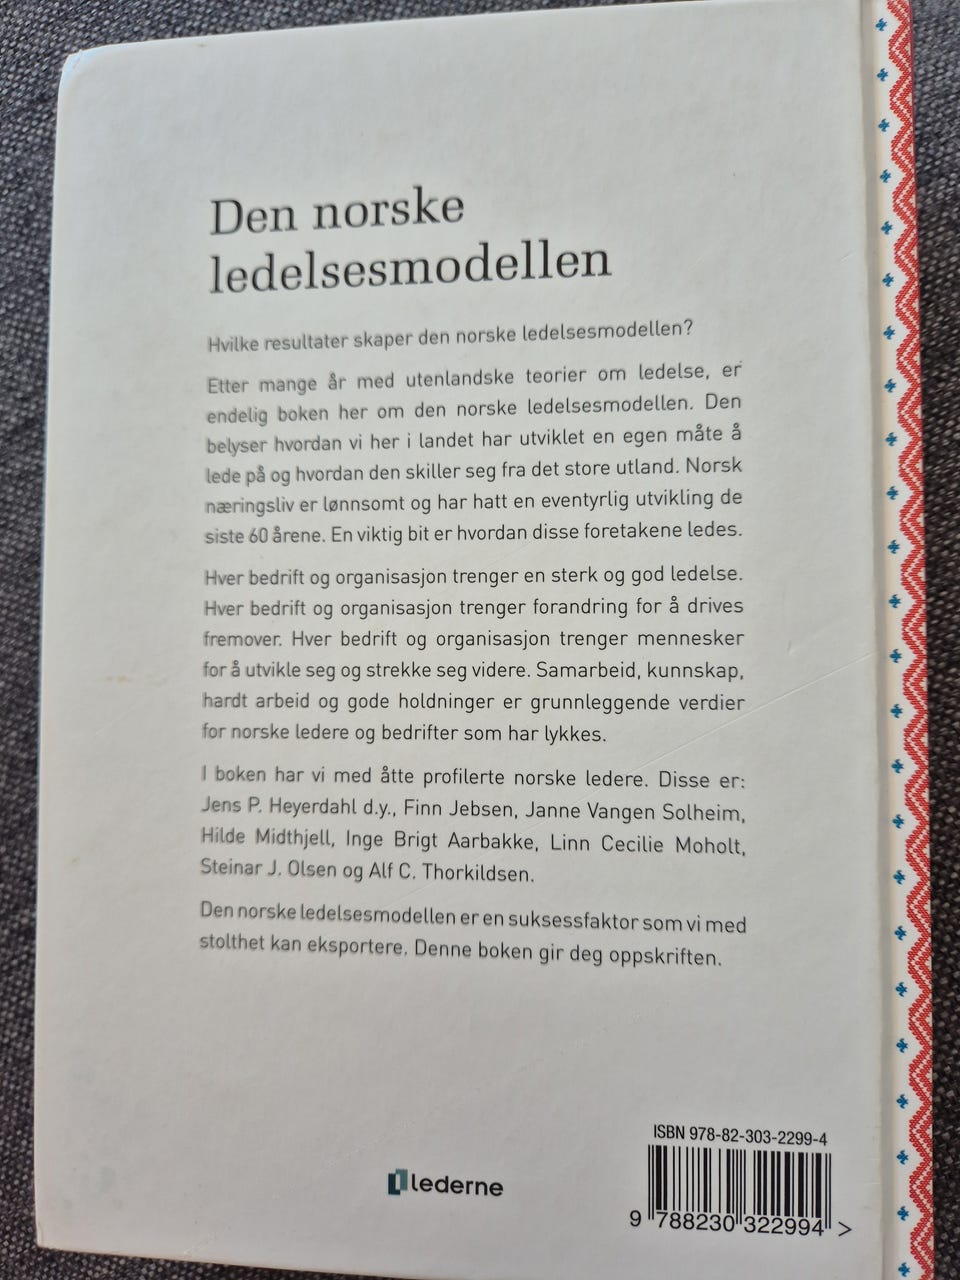 Den norske
ledelsesmodellen
Hvilke resultater skaper den norske ledelsesmodellen?
Etter mange år med utenlandske teorier om ledelse, er
endelig boken her om den norske ledelsesmodellen. Den
belyser hvordan vi her i landet har utviklet en egen måte å
lede på og hvordan den skiller seg fra det store utland. Norsk
næringsliv er lønnsomt og har hatt en eventyrlig utvikling de
siste 60 årene. En viktig bit er hvordan disse foretakene ledes.
Hver bedrift og organisasjon trenger en sterk og god ledelse.
Hver bedrift og organisasjon trenger forandring for å drives
fremover. Hver bedrift og organisasjon trenger mennesker
for å utvikle seg og strekke seg videre. Samarbeid, kunnskap,
hardt arbeid og gode holdninger er grunnleggende verdier
for norske ledere og bedrifter som har lykkes.
I boken har vi med åtte profilerte norske ledere. Disse er:
Jens P. Heyerdahl d.y., Finn Jebsen, Janne Vangen Solheim,
Hilde Midthjell, Inge Brigt Aarbakke, Linn Cecilie Moholt,
Steinar J. Olsen og Alf C. Thorkildsen.
Den norske ledelsesmodellen er en suksessfaktor som vi med
stolthet kan eksportere. Denne boken gir deg oppskriften.
ISBN 978-82-303-2299-4
lederne
9 788230 322994 >